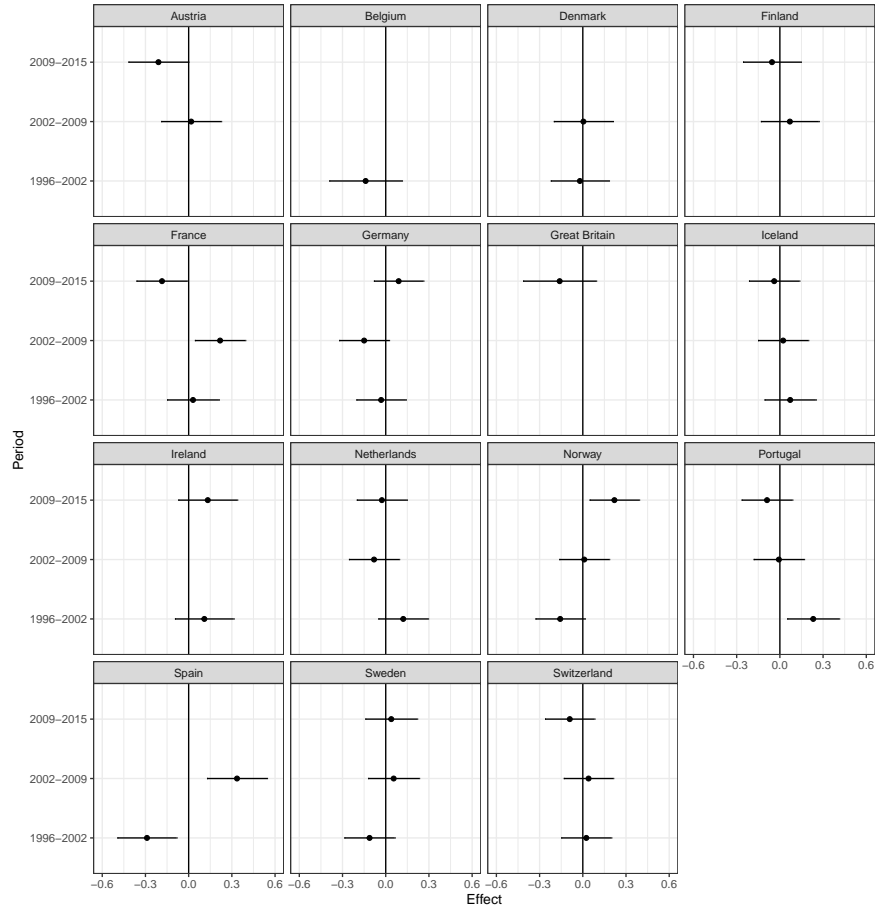 Austria Belgium Denmark Finland
2009−2015
2002−2009
1996−2002
France Germany Great Britain Iceland
2009−2015
2002−2009
1996−2002
Ireland Netherlands Norway Portugal
2009−2015
2002−2009
1996−2002
−0.6 −0.3 0.0 0.3 0.6
Spain Sweden Switzerland
2009−2015
2002−2009
1996−2002
−0.6 −0.3 0.0 0.3 0.6 −0.6 −0.3 0.0 0.3 0.6 −0.6 −0.3 0.0 0.3 0.6
Effect
Period